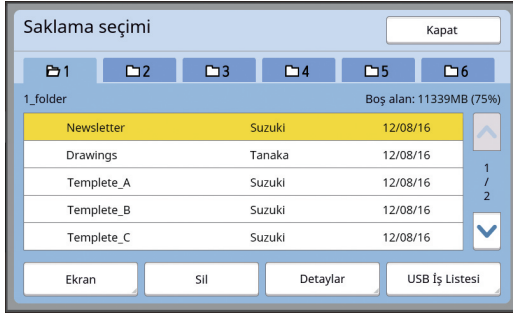 Saklama seçimi
Kapat
1 2 3 4 5 6
1_folder Boş alan: 11339MB (75%)
Newsletter Suzuki 12/08/16
Drawings Tanaka 12/08/16
Templete_A Suzuki 12/08/16
Templete_B Suzuki 12/08/16
Templete_C Suzuki 12/08/16
1
/
2
Ekran Sil Detaylar USB İş Listesi